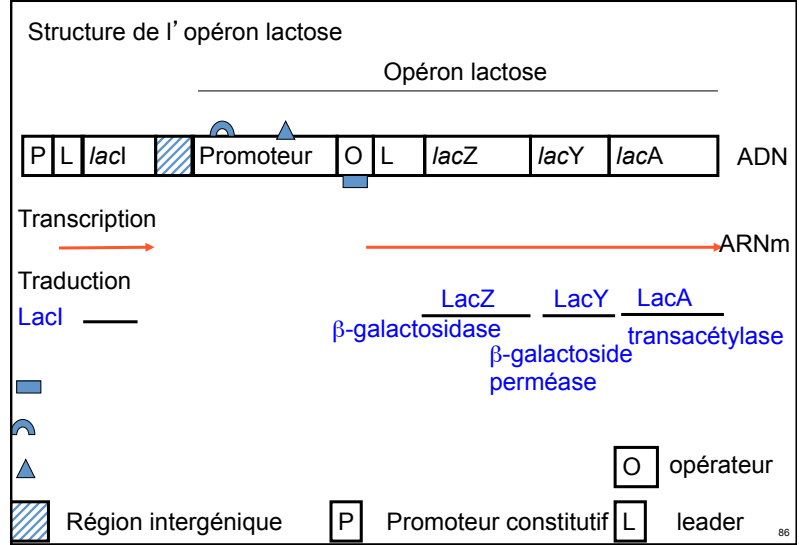 Structure de l’opéron lactose
Opéron lactose
P L lacI Promoteur O L lacZ lacY lacA ADN
Transcription
ARNm
Traduction
LacI LacZ LacY LacA
β-galactosidase transacétylase
β-galactoside
perméase
O opérateur
Région intergénique P Promoteur constitutif L leader
86